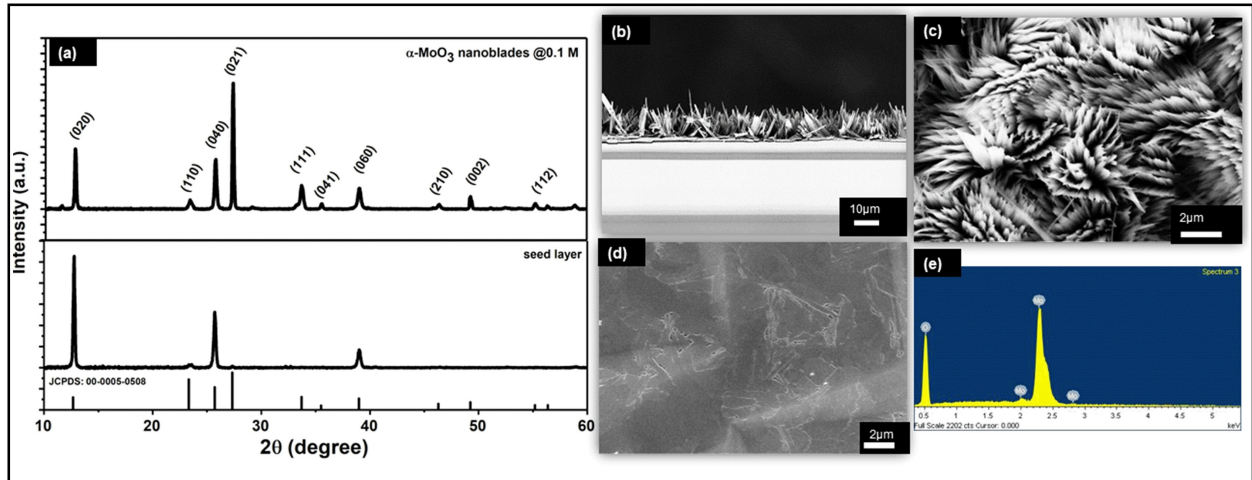 (a)
α-MoO3 nanoblades @0.1 M
(020)
(110)
(040)
(021)
(111)
(041)
(060)
(210)
(002)
(112)
seed layer
JCPDS: 00-0005-0508
Intensity (a.u.)
10 20 30 40 50 60
2θ (degree)
(b)
10µm
(c)
2µm
(d)
2µm
(e)
Spectrum 3
O
Mo
Mo
Mo
0.5 1 1.5 2 2.5 3 3.5 4 4.5 5
Full Scale 2202 cts Cursor: 0.000 keV